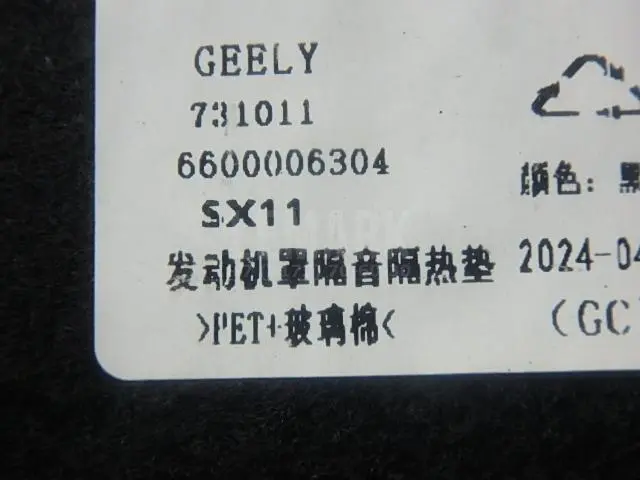 GEELY
731011
6600006304
SX11
颜色：黑
发动机罩隔音隔热垫
2024-04
>PET+玻璃棉<
(GC